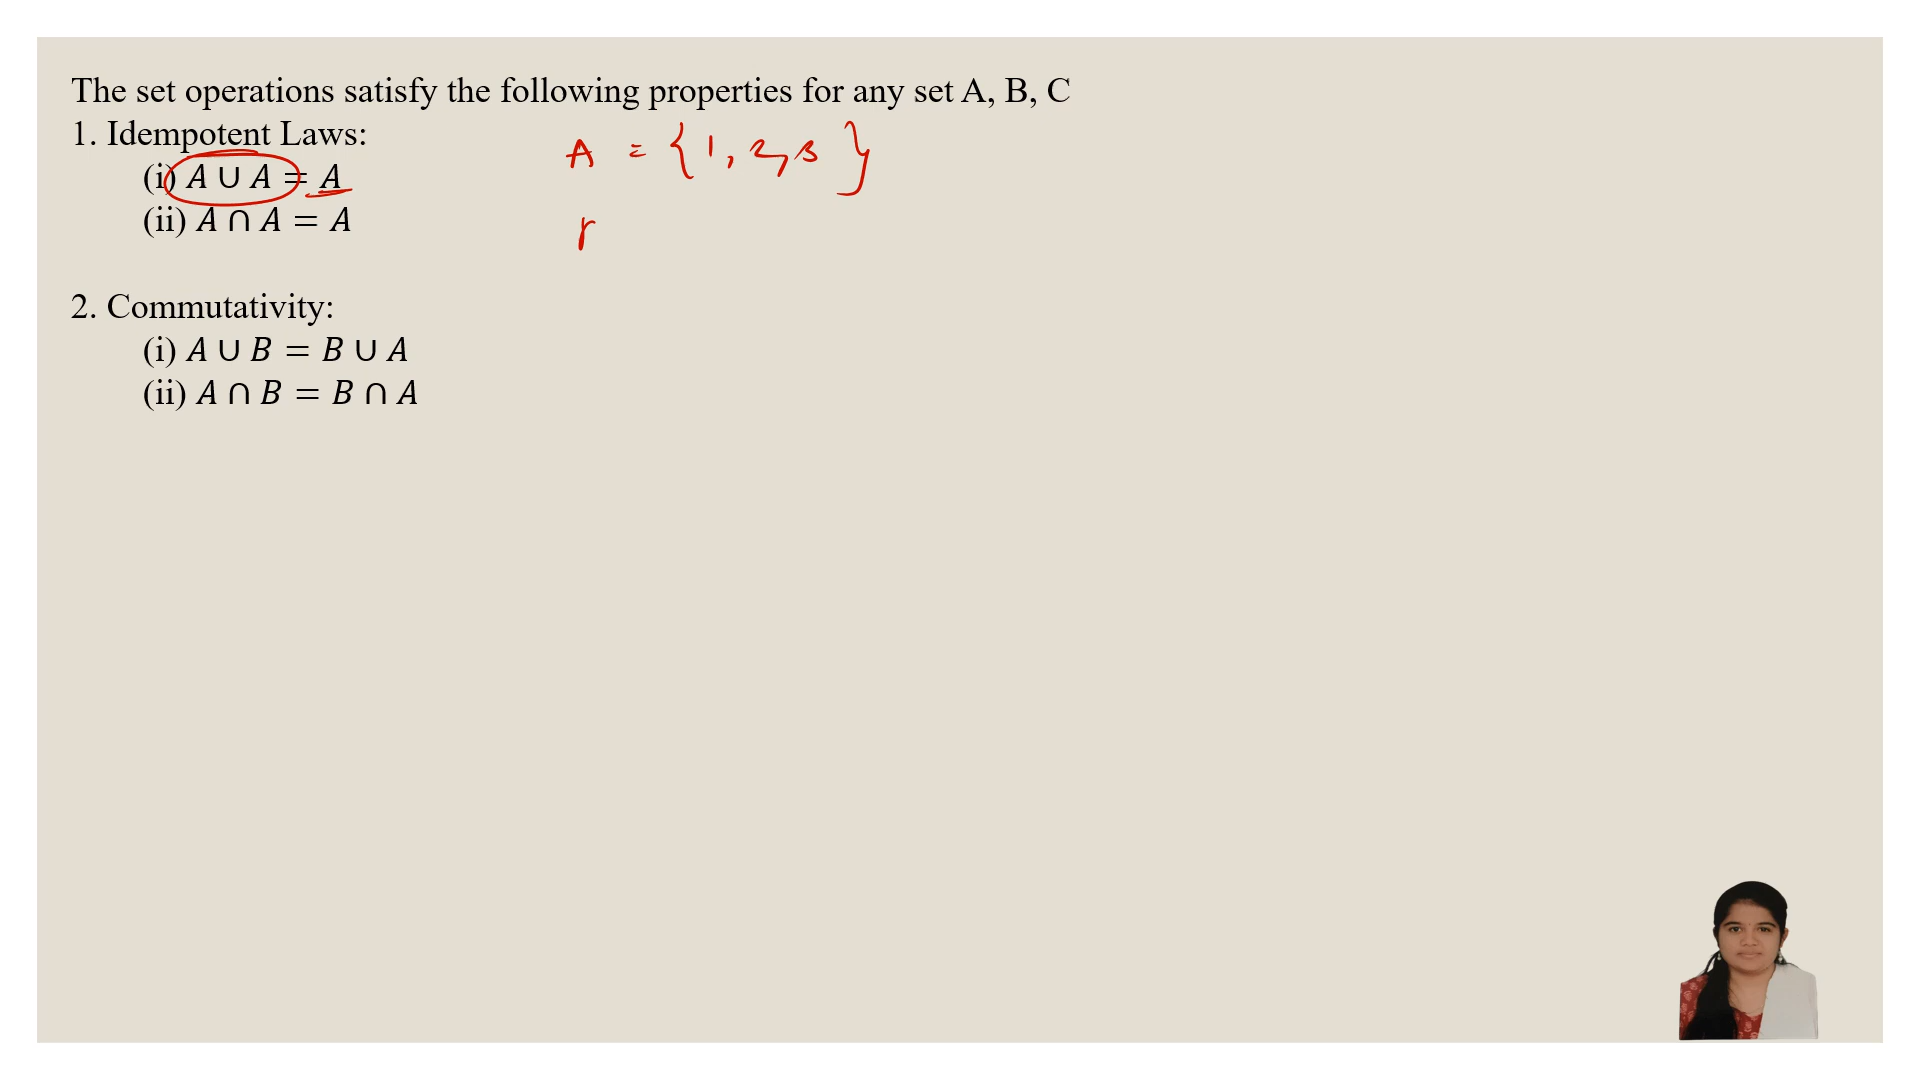 The set operations satisfy the following properties for any set A, B, C
1. Idempotent Laws:
(i) A ∪ A = A
(ii) A ∩ A = A
A = {1, 2, 3}
2. Commutativity:
(i) A ∪ B = B ∪ A
(ii) A ∩ B = B ∩ A